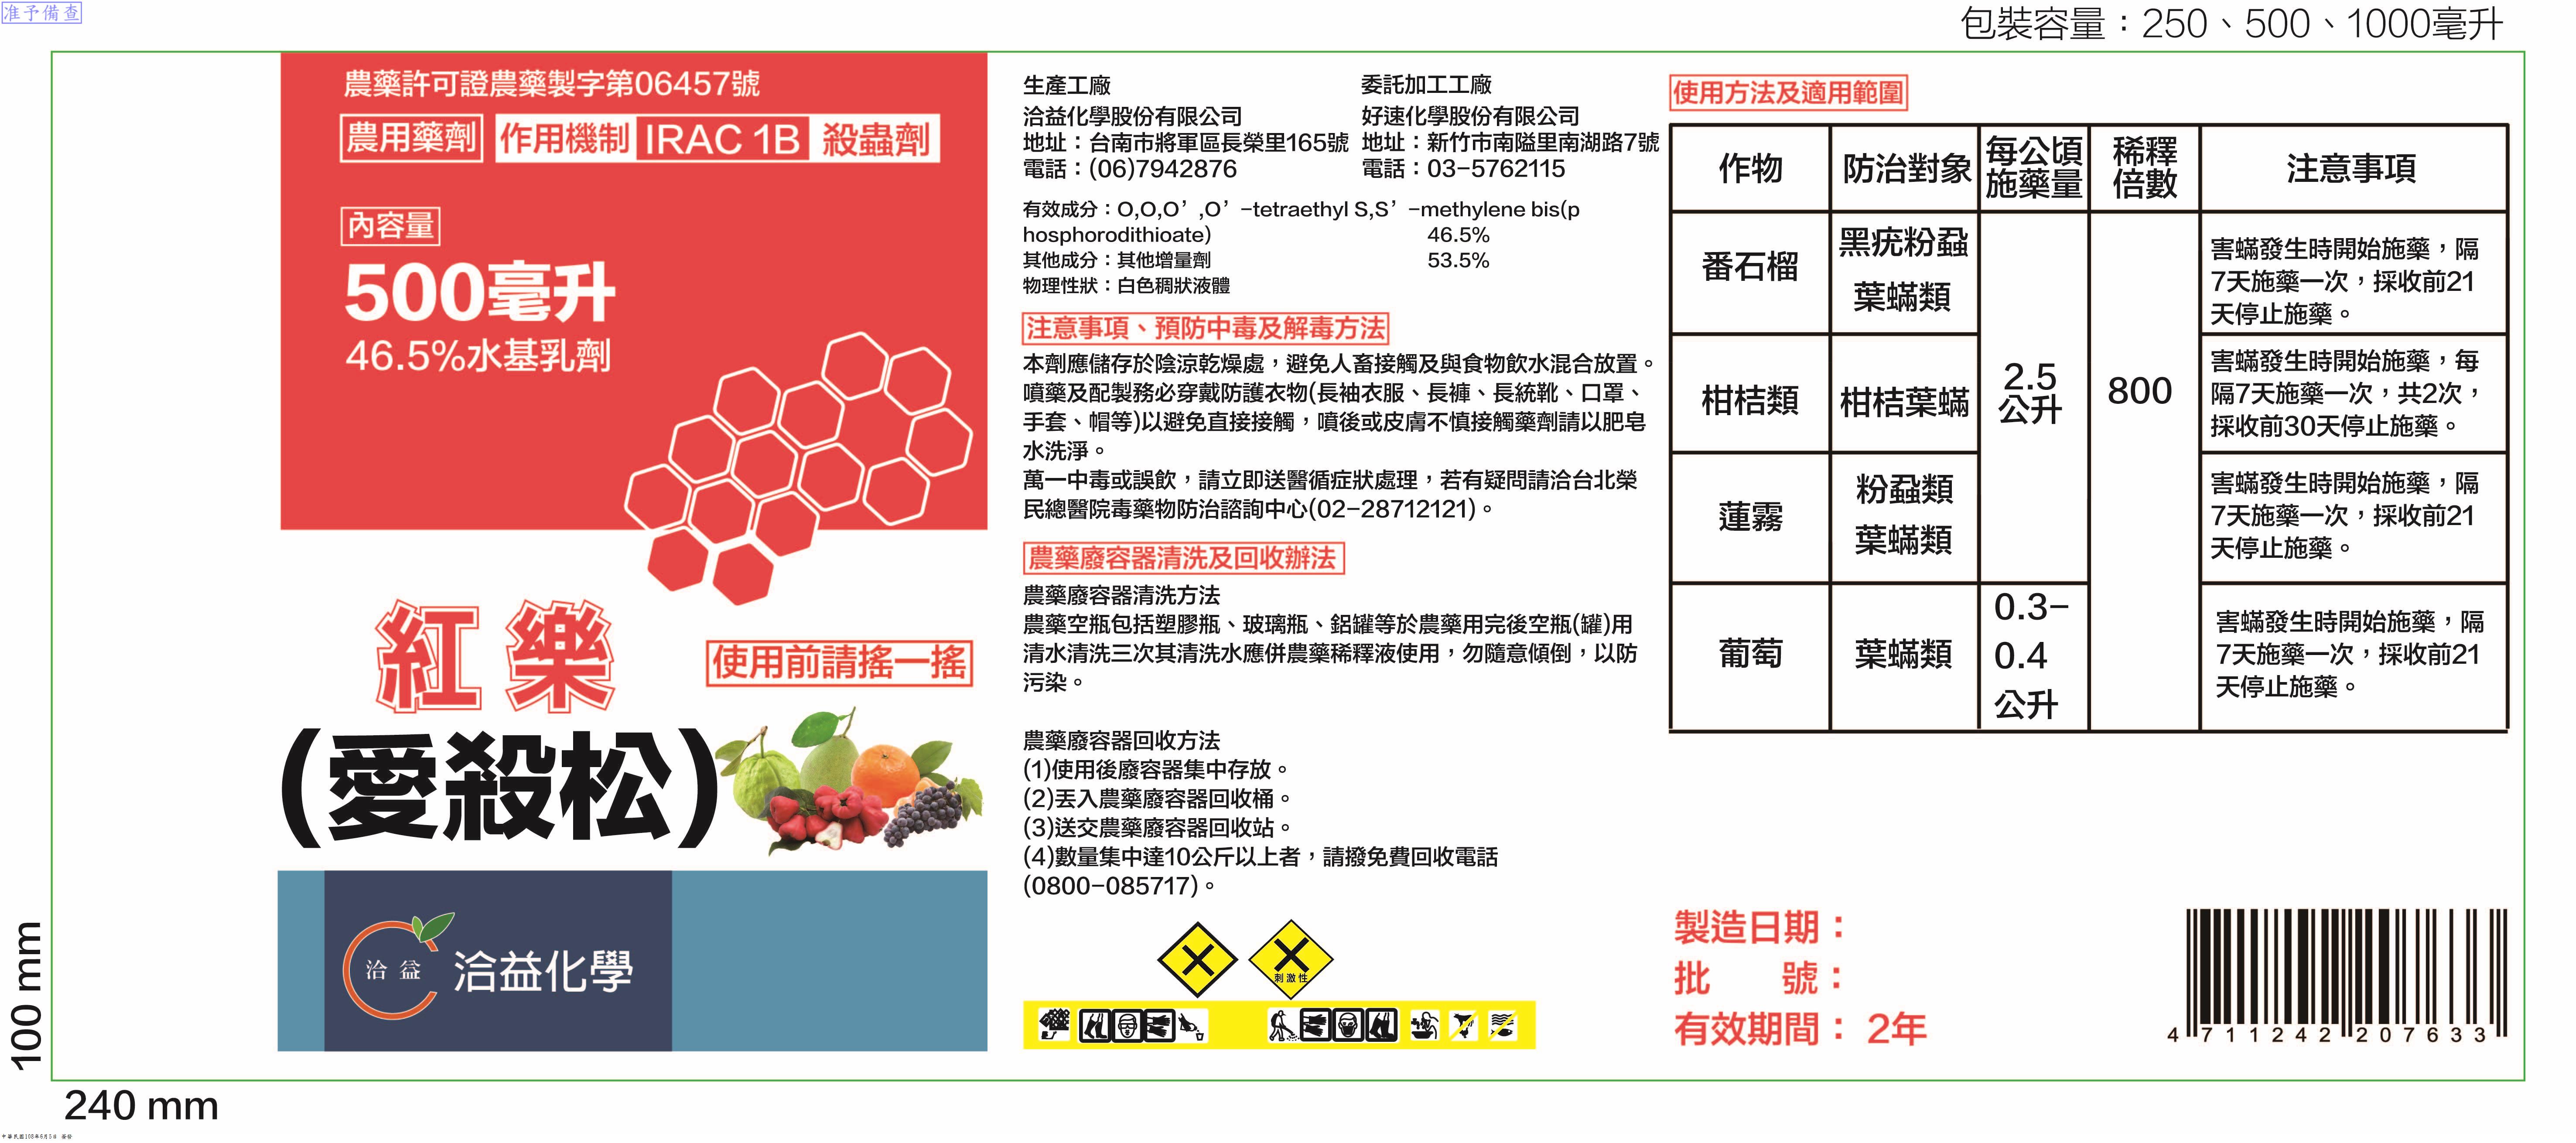 准予備查
包裝容量：250、500、1000毫升
農藥許可證農藥製字第06457號
農用藥劑 作用機制 IRAC 1B 殺蟲劑
內容量
500毫升
46.5%水基乳劑
紅樂
使用前請搖一搖
(愛殺松)
洽益 洽益化學
生產工廠
洽益化學股份有限公司
地址：台南市將軍區長榮里165號
電話：(06)7942876
委託加工工廠
好速化學股份有限公司
地址：新竹市南隘里南湖路7號
電話：03-5762115
有效成分：O,O,O’,O’-tetraethyl S,S’-methylene bis(p
hosphorodithioate) 46.5%
其他成分：其他增量劑 53.5%
物理性狀：白色稠狀液體
注意事項、預防中毒及解毒方法
本劑應儲存於陰涼乾燥處，避免人畜接觸及與食物飲水混合放置。
噴藥及配製務必穿戴防護衣物(長袖衣服、長褲、長統靴、口罩、
手套、帽等)以避免直接接觸，噴後或皮膚不慎接觸藥劑請以肥皂
水洗淨。
萬一中毒或誤飲，請立即送醫循症狀處理，若有疑問請洽台北榮
民總醫院毒藥物防治諮詢中心(02-28712121)。
農藥廢容器清洗及回收辦法
農藥廢容器清洗方法
農藥空瓶包括塑膠瓶、玻璃瓶、鋁罐等於農藥用完後空瓶(罐)用
清水清洗三次其清洗水應併農藥稀釋液使用，勿隨意傾倒，以防
污染。
農藥廢容器回收方法
(1)使用後廢容器集中存放。
(2)丟入農藥廢容器回收桶。
(3)送交農藥廢容器回收站。
(4)數量集中達10公斤以上者，請撥免費回收電話
(0800-085717)。
刺激性
使用方法及適用範圍
作物 防治對象 每公頃施藥量 稀釋倍數 注意事項
番石榴
黑疣粉蝨
葉蟎類
害蟎發生時開始施藥，隔
7天施藥一次，採收前21
天停止施藥。
柑桔類 柑桔葉蟎
2.5
公升
800
害蟎發生時開始施藥，每
隔7天施藥一次，共2次，
採收前30天停止施藥。
蓮霧
粉蝨類
葉蟎類
害蟎發生時開始施藥，隔
7天施藥一次，採收前21
天停止施藥。
葡萄 葉蟎類
0.3-
0.4
公升
害蟎發生時開始施藥，隔
7天施藥一次，採收前21
天停止施藥。
製造日期：
批 號：
有效期間： 2年
4 711242 207633
100 mm
240 mm
中華民國108年6月5日